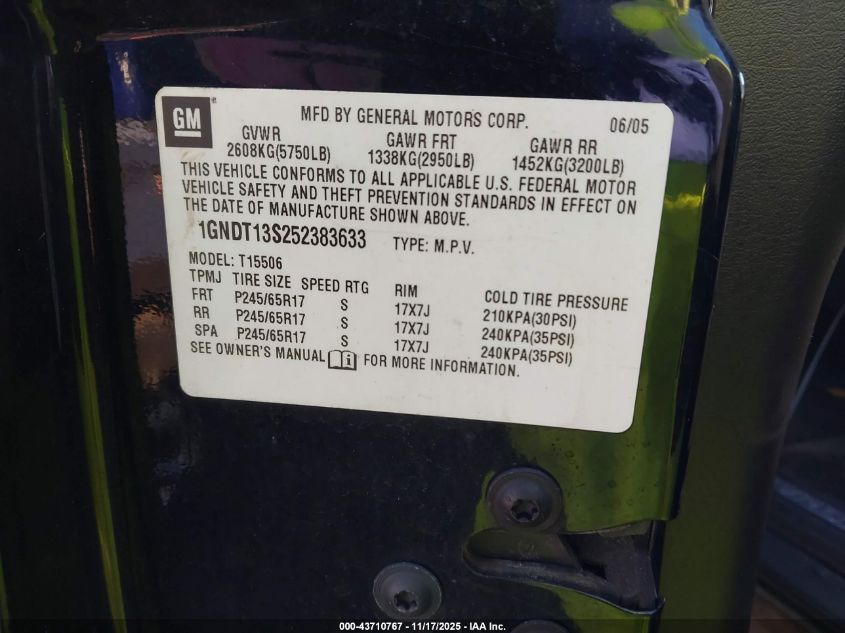 GM
MFD BY GENERAL MOTORS CORP. 06/05
GVWR GAWR FRT GAWR RR
2608KG(5750LB) 1338KG(2950LB) 1452KG(3200LB)
THIS VEHICLE CONFORMS TO ALL APPLICABLE U.S. FEDERAL MOTOR
VEHICLE SAFETY AND THEFT PREVENTION STANDARDS IN EFFECT ON
THE DATE OF MANUFACTURE SHOWN ABOVE.
1GNDT13S252383633 TYPE: M.P.V.
MODEL: T15506
TPMJ TIRE SIZE SPEED RTG RIM COLD TIRE PRESSURE
FRT P245/65R17 S 17X7J 210KPA(30PSI)
RR P245/65R17 S 17X7J 240KPA(35PSI)
SPA P245/65R17 S 17X7J 240KPA(35PSI)
SEE OWNER'S MANUAL FOR MORE INFORMATION.
000-43710767 - 11/17/2025 - IAA Inc.